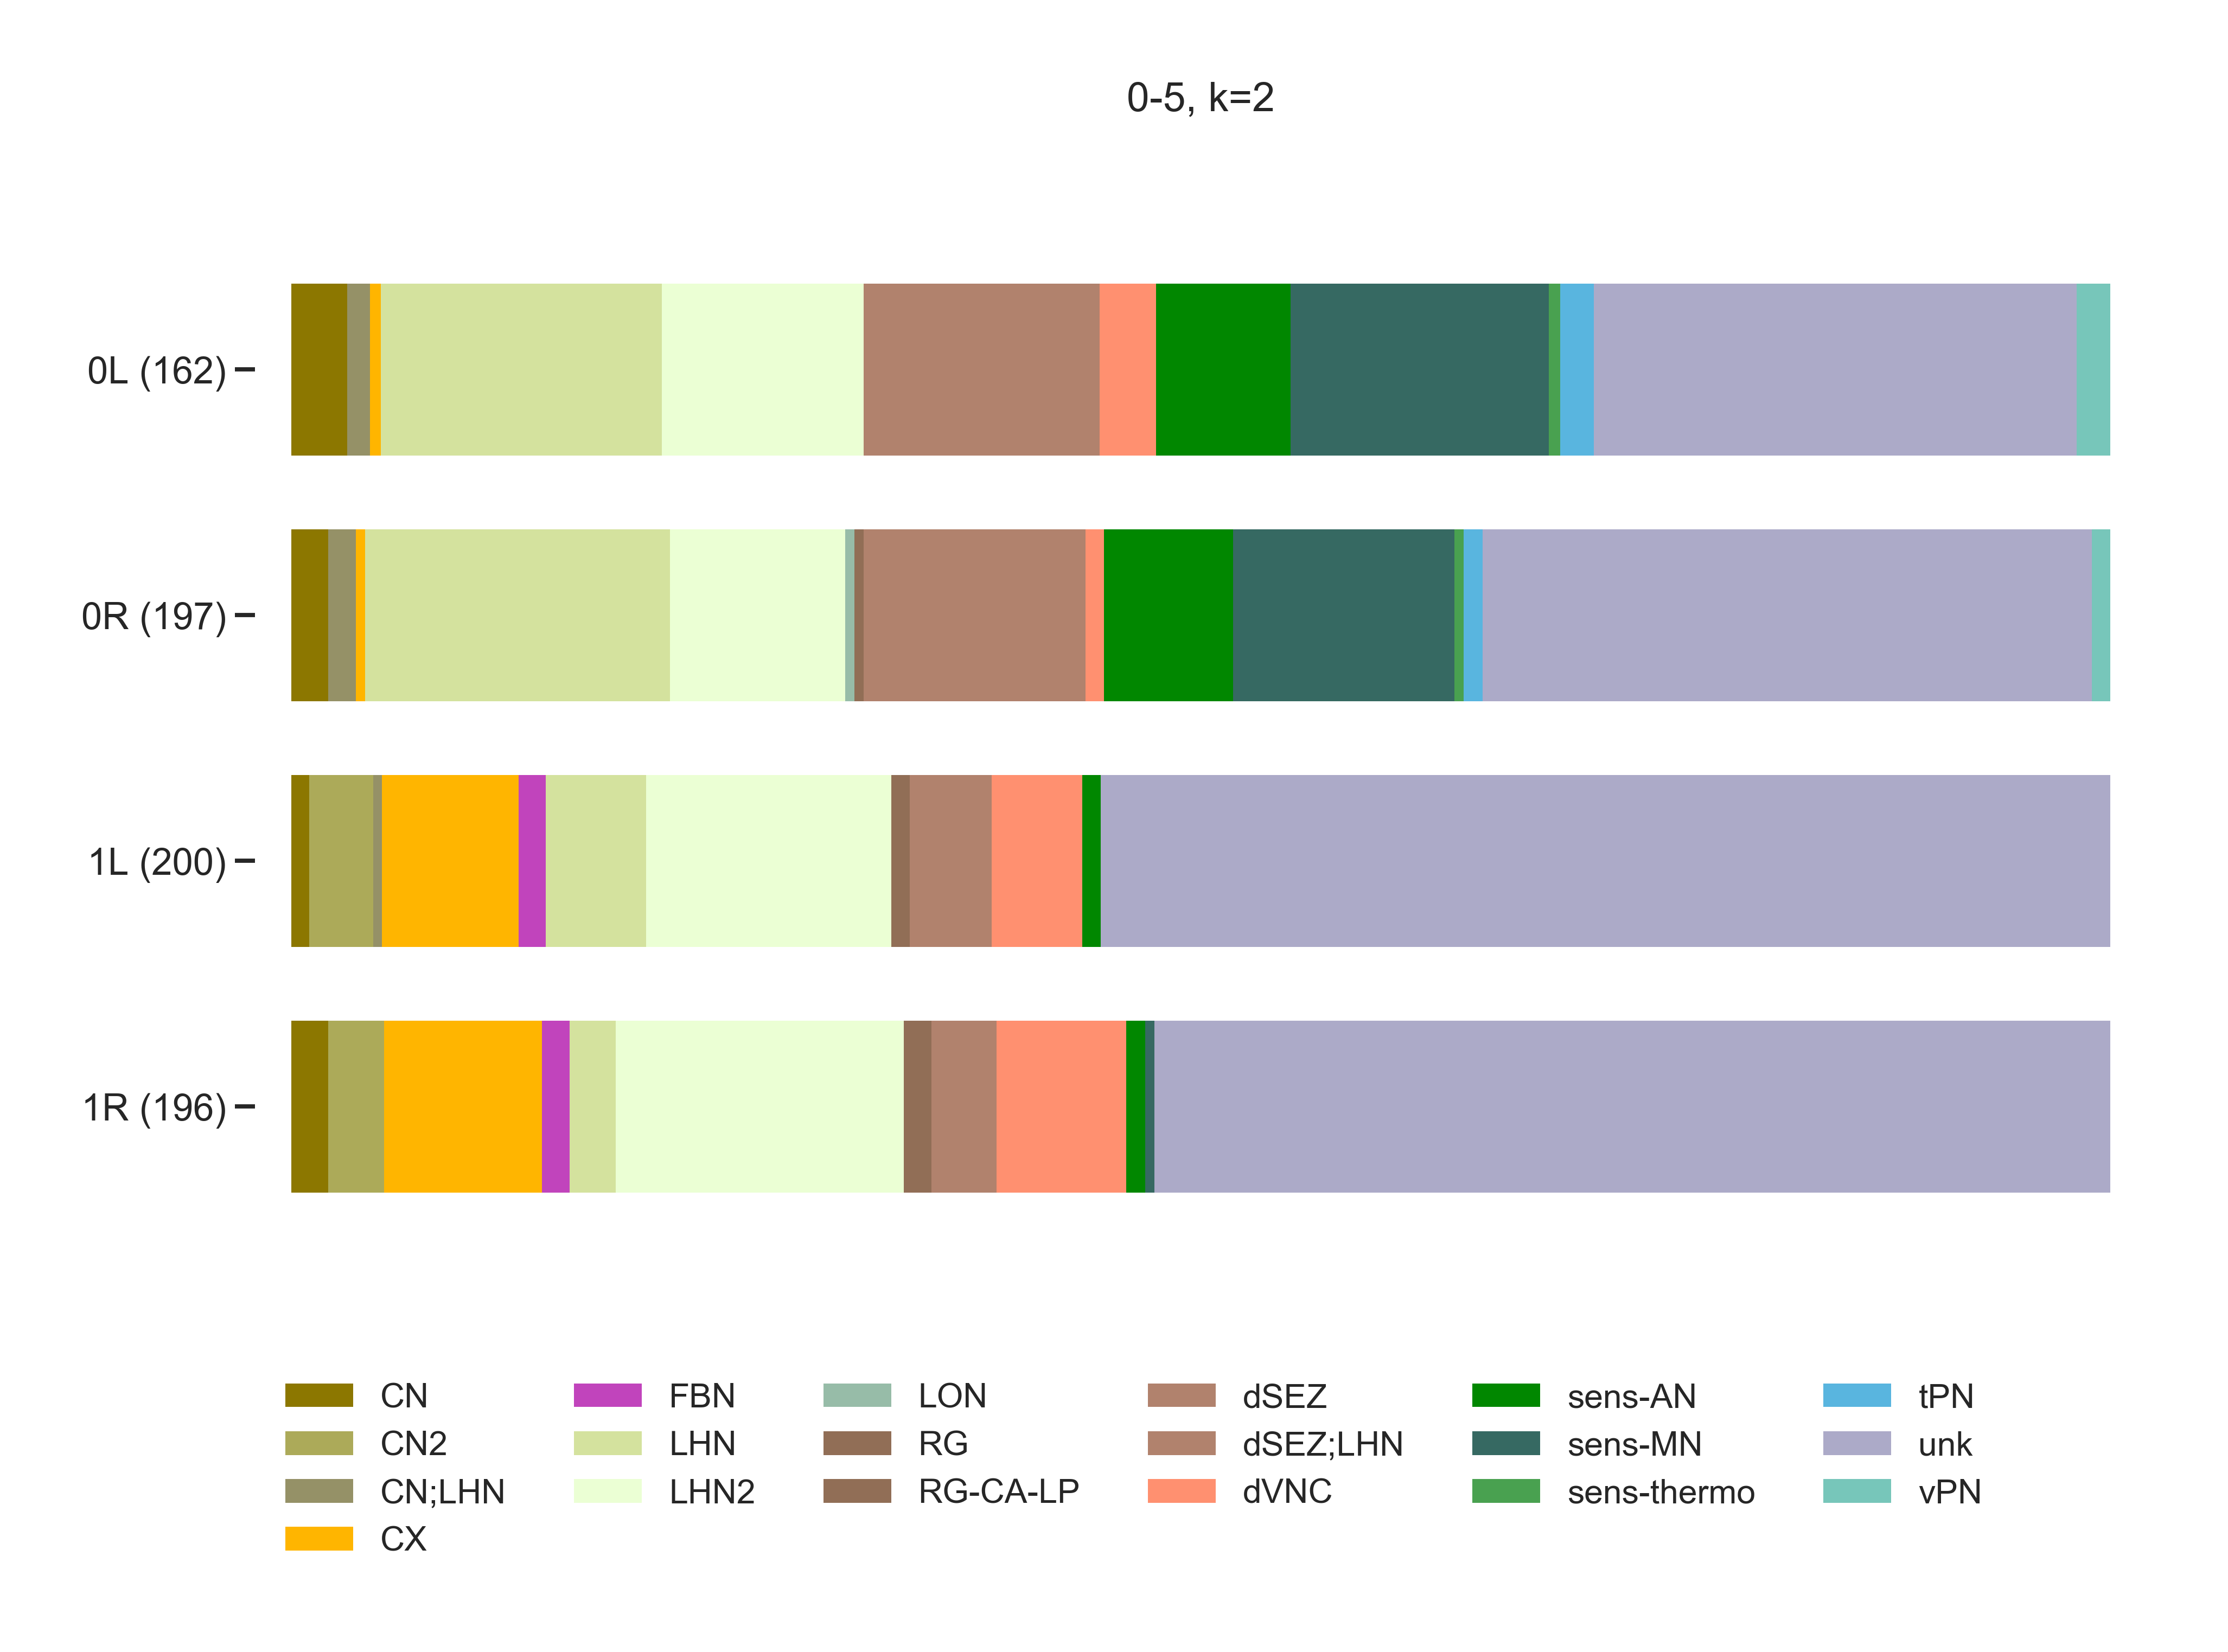 0-5, k=2
0L (162)
0R (197)
1L (200)
1R (196)
CN FBN LON dSEZ sens-AN tPN
CN2 LHN RG dSEZ;LHN sens-MN unk
CN;LHN LHN2 RG-CA-LP dVNC sens-thermo vPN
CX